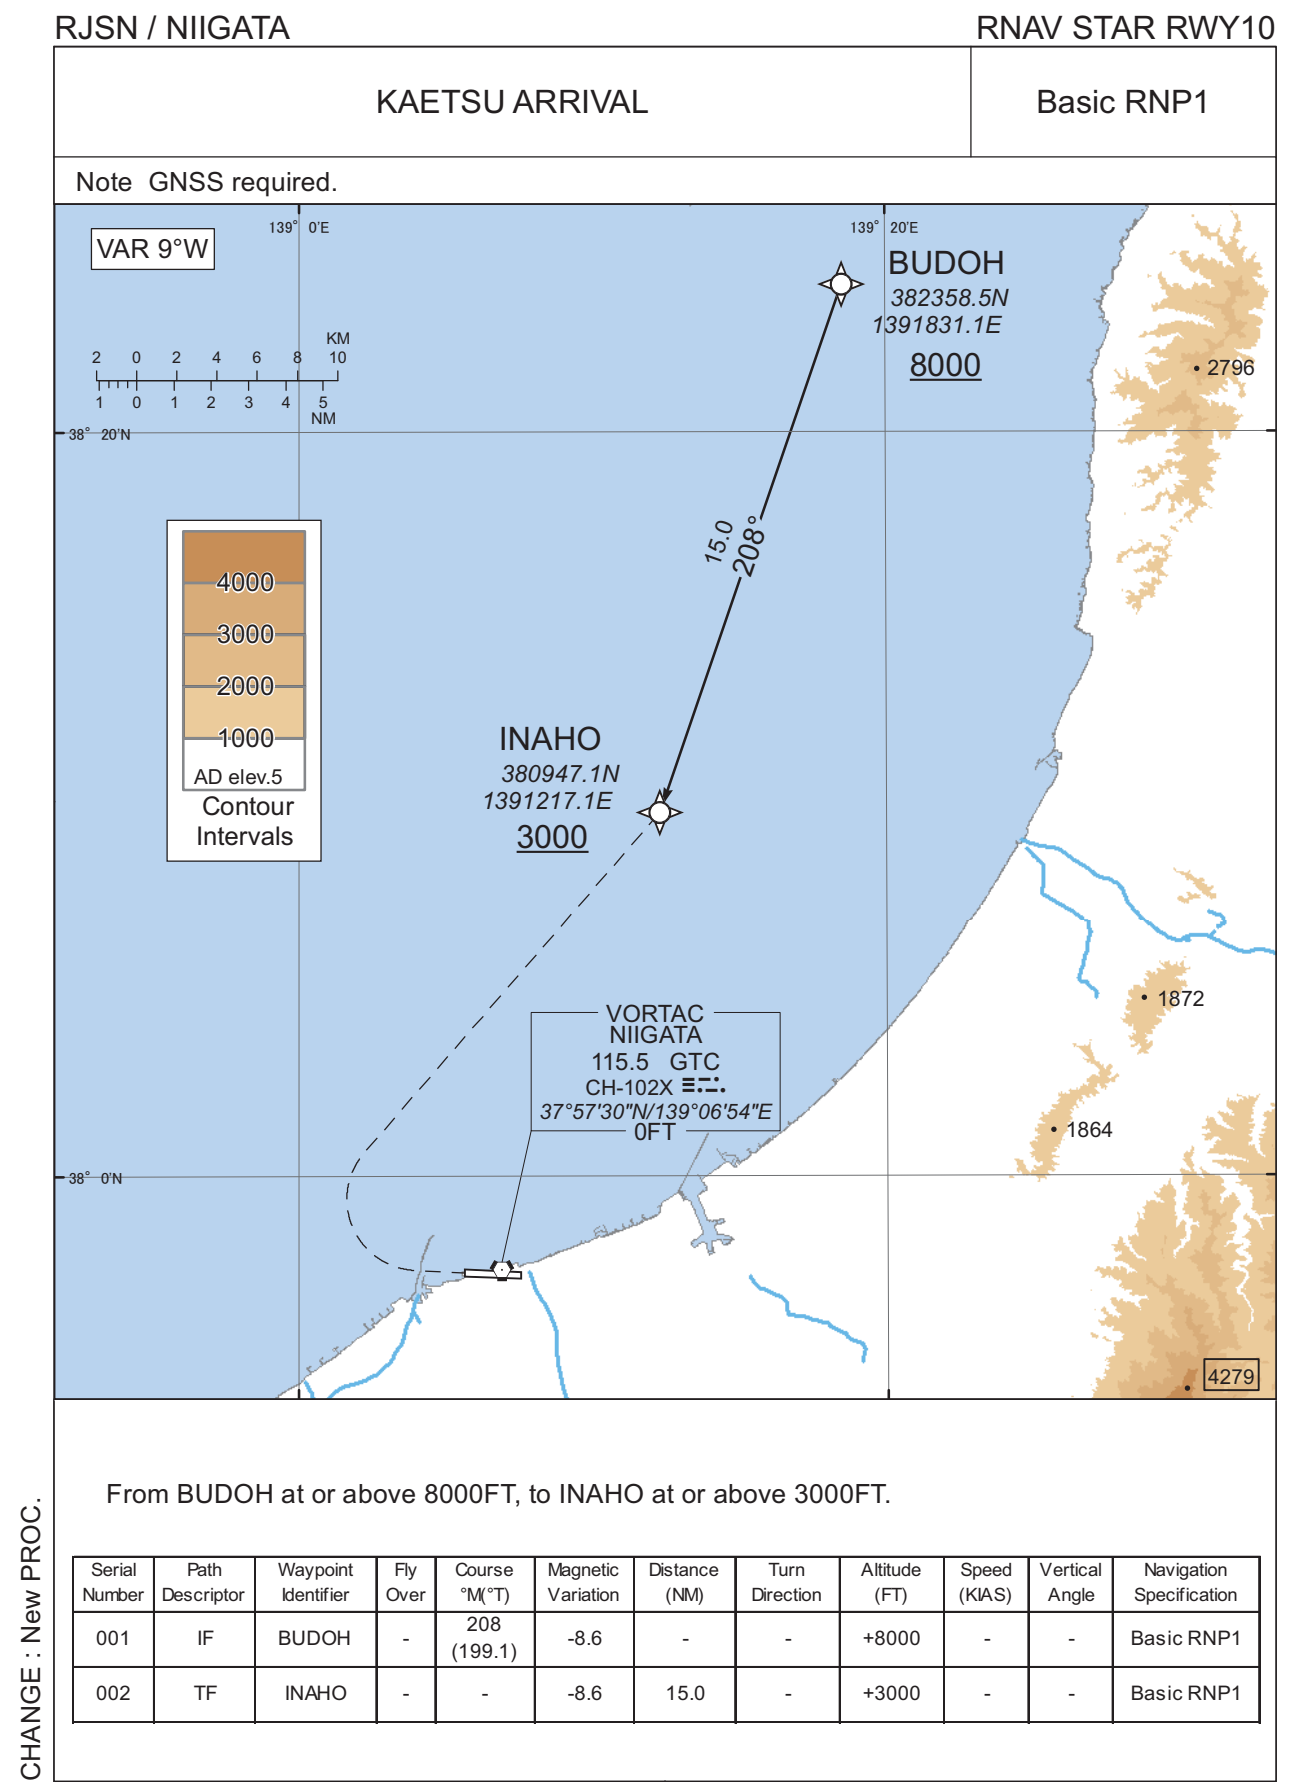 RJSN / NIIGATA
RNAV STAR RWY10
KAETSU ARRIVAL
Basic RNP1
Note GNSS required.
139° 0'E
139° 20'E
VAR 9°W
BUDOH
382358.5N
1391831.1E
8000
KM
2 0 2 4 6 8 10
1 0 1 2 3 4 5
NM
2796
38° 20'N
15.0
208°
4000
3000
2000
1000
AD elev.5
Contour
Intervals
INAHO
380947.1N
1391217.1E
3000
VORTAC
NIIGATA
115.5 GTC
CH-102X
37°57'30"N/139°06'54"E
0FT
1872
1864
38° 0'N
4279
From BUDOH at or above 8000FT, to INAHO at or above 3000FT.
Serial Number Path Descriptor Waypoint Identifier Fly Over Course °M(°T) Magnetic Variation Distance (NM) Turn Direction Altitude (FT) Speed (KIAS) Vertical Angle Navigation Specification
001 IF BUDOH - 208 (199.1) -8.6 - - +8000 - - Basic RNP1
002 TF INAHO - - -8.6 15.0 - +3000 - - Basic RNP1
CHANGE : New PROC.